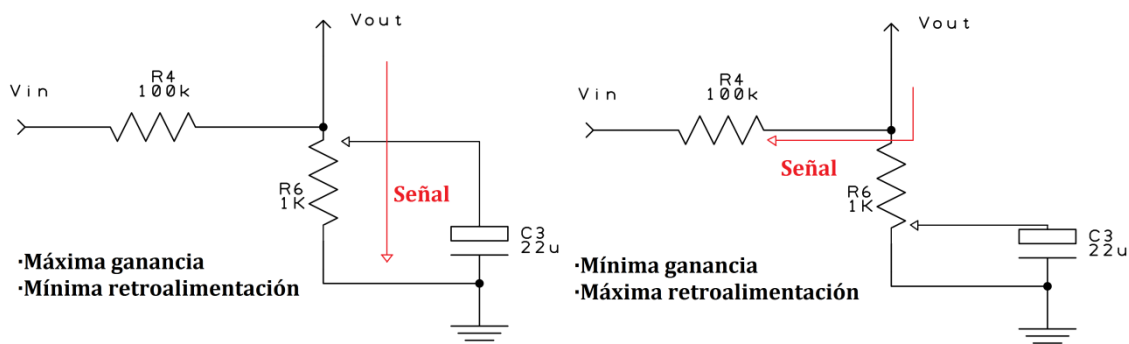 Vout
R4
100k
Vin
R6
1K
Señal
C3
22u
·Máxima ganancia
·Mínima retroalimentación
Vout
R4
100k
Vin
Señal
R6
1K
C3
22u
·Mínima ganancia
·Máxima retroalimentación